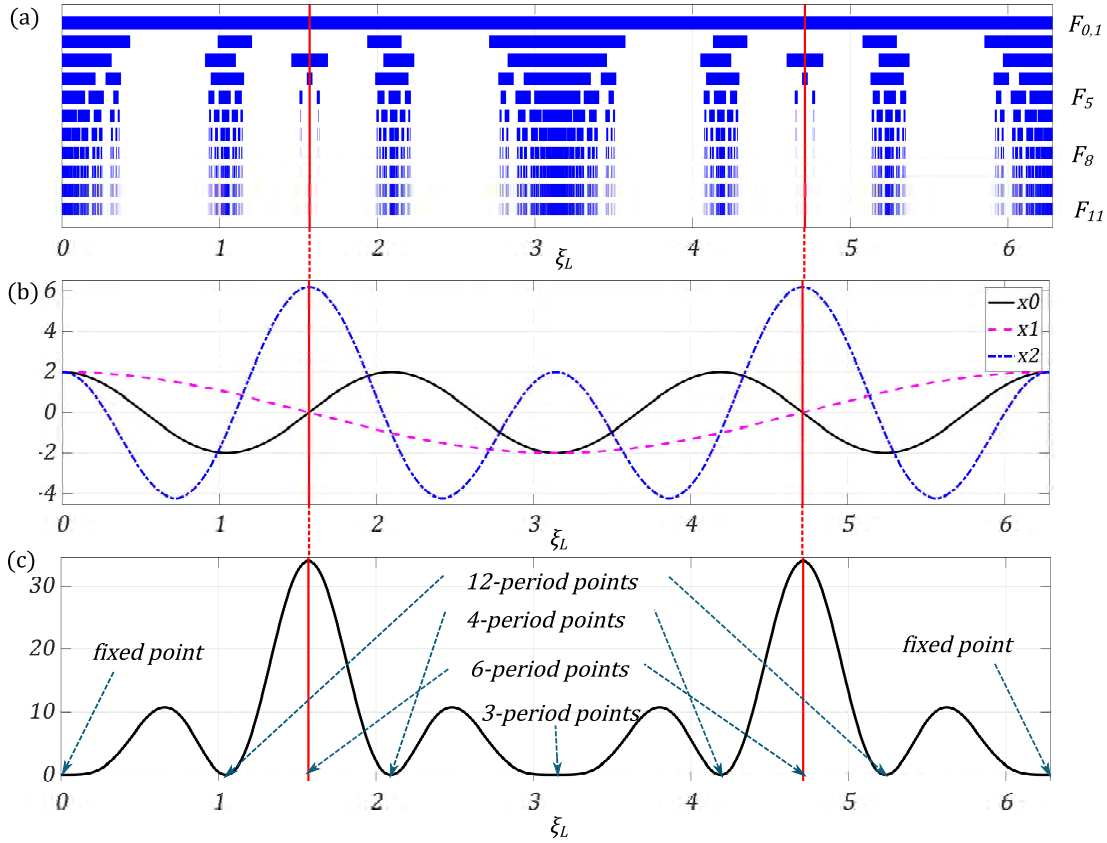 (a)
F0,1
F5
F8
F11
0 1 2 3 4 5 6
ξL
(b)
6
4
2
0
-2
-4
x0
x1
x2
0 1 2 3 4 5 6
ξL
(c)
30
20
10
0
12-period points
4-period points
fixed point
fixed point
6-period points
3-period points
0 1 2 3 4 5 6
ξL